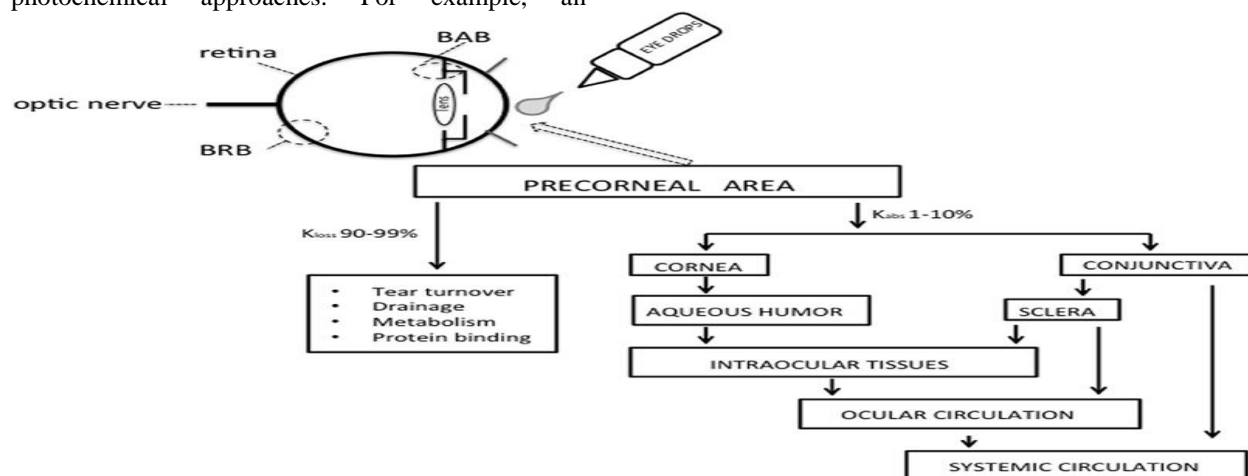 photochemical approaches. For example, an
EYE DROPS
BAB
retina
optic nerve
lens
BRB
PRECORNEAL AREA
Kloss 90-99%
Kabs 1-10%
• Tear turnover
• Drainage
• Metabolism
• Protein binding
CORNEA
CONJUNCTIVA
AQUEOUS HUMOR
SCLERA
INTRAOCULAR TISSUES
OCULAR CIRCULATION
SYSTEMIC CIRCULATION